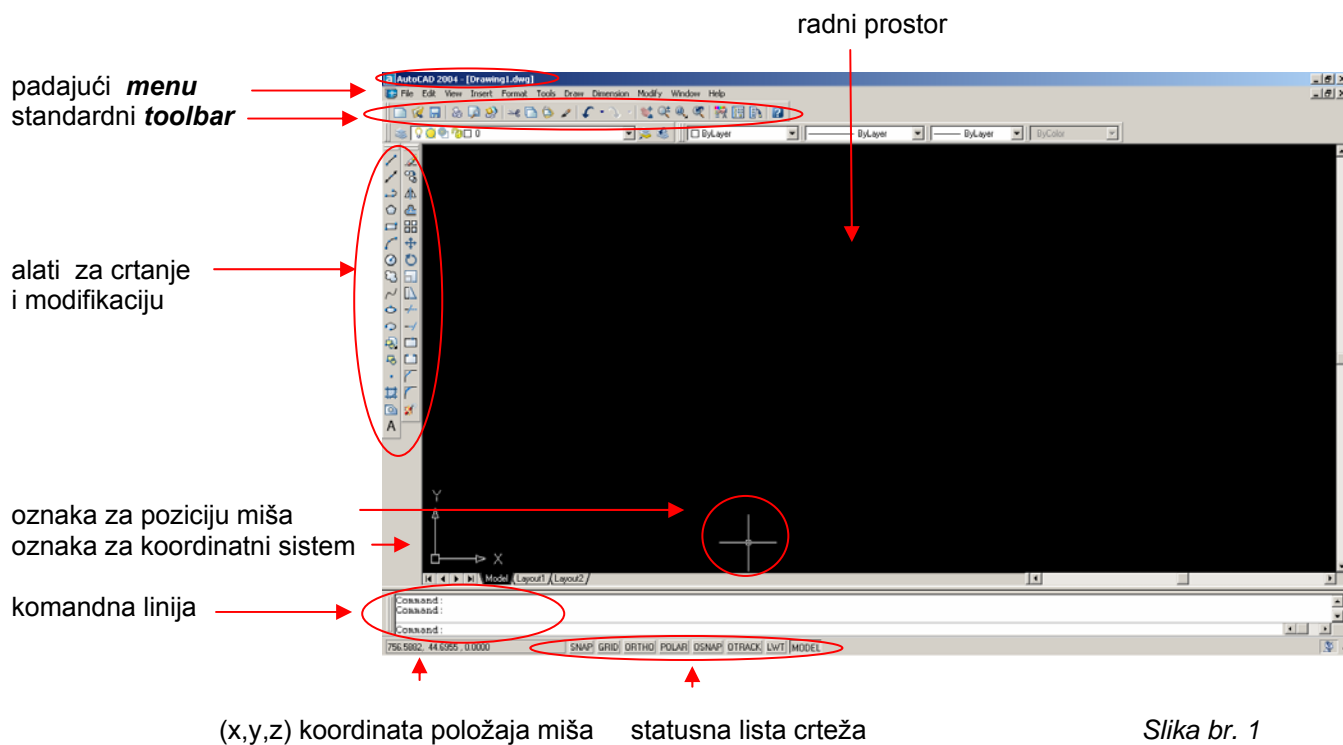 radni prostor
padajući menu
standardni toolbar
AutoCAD 2004 - [Drawing1.dwg]
File Edit View Insert Format Tools Draw Dimension Modify Window Help
0 ByLayer ByLayer ByLayer ByColor
alati za crtanje
i modifikaciju
A
oznaka za poziciju miša
oznaka za koordinatni sistem
Y
X
Model Layout1 Layout2
komandna linija
Command:
Command:
Command:
756.5882, 44.6955 , 0.0000 SNAP GRID ORTHO POLAR OSNAP OTRACK LWT MODEL
(x,y,z) koordinata položaja miša statusna lista crteža Slika br. 1